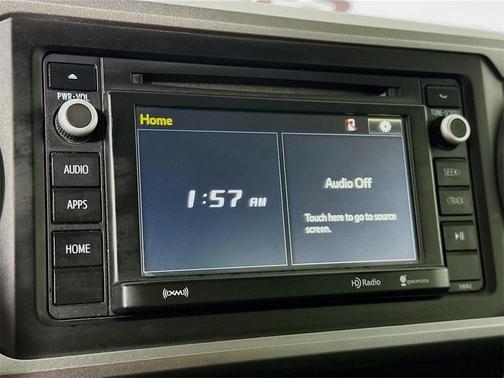 PWR•VOL
TUNE•SCROLL
Home
AUDIO
APPS
HOME
1:57 AM
Audio Off
Touch here to go to source
screen.
SEEK>
<TRACK
((XM))
HD Radio
gracenote